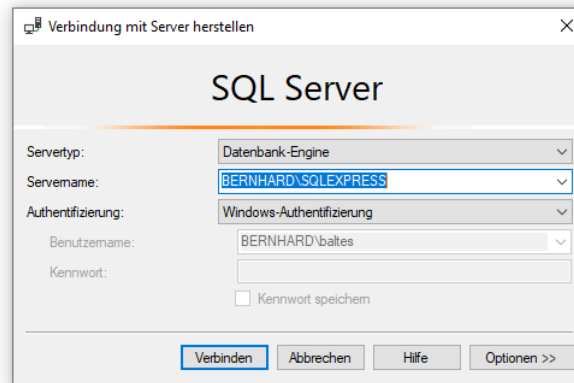 Verbindung mit Server herstellen
SQL Server
Servertyp: Datenbank-Engine
Servername: BERNHARD\SQLEXPRESS
Authentifizierung: Windows-Authentifizierung
Benutzername: BERNHARD\baltes
Kennwort:
Kennwort speichern
Verbinden Abbrechen Hilfe Optionen >>